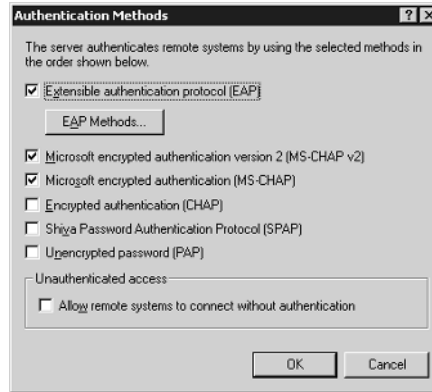 Authentication Methods
The server authenticates remote systems by using the selected methods in
the order shown below.
Extensible authentication protocol (EAP)
EAP Methods...
Microsoft encrypted authentication version 2 (MS-CHAP v2)
Microsoft encrypted authentication (MS-CHAP)
Encrypted authentication (CHAP)
Shiva Password Authentication Protocol (SPAP)
Unencrypted password (PAP)
Unauthenticated access
Allow remote systems to connect without authentication
OK Cancel